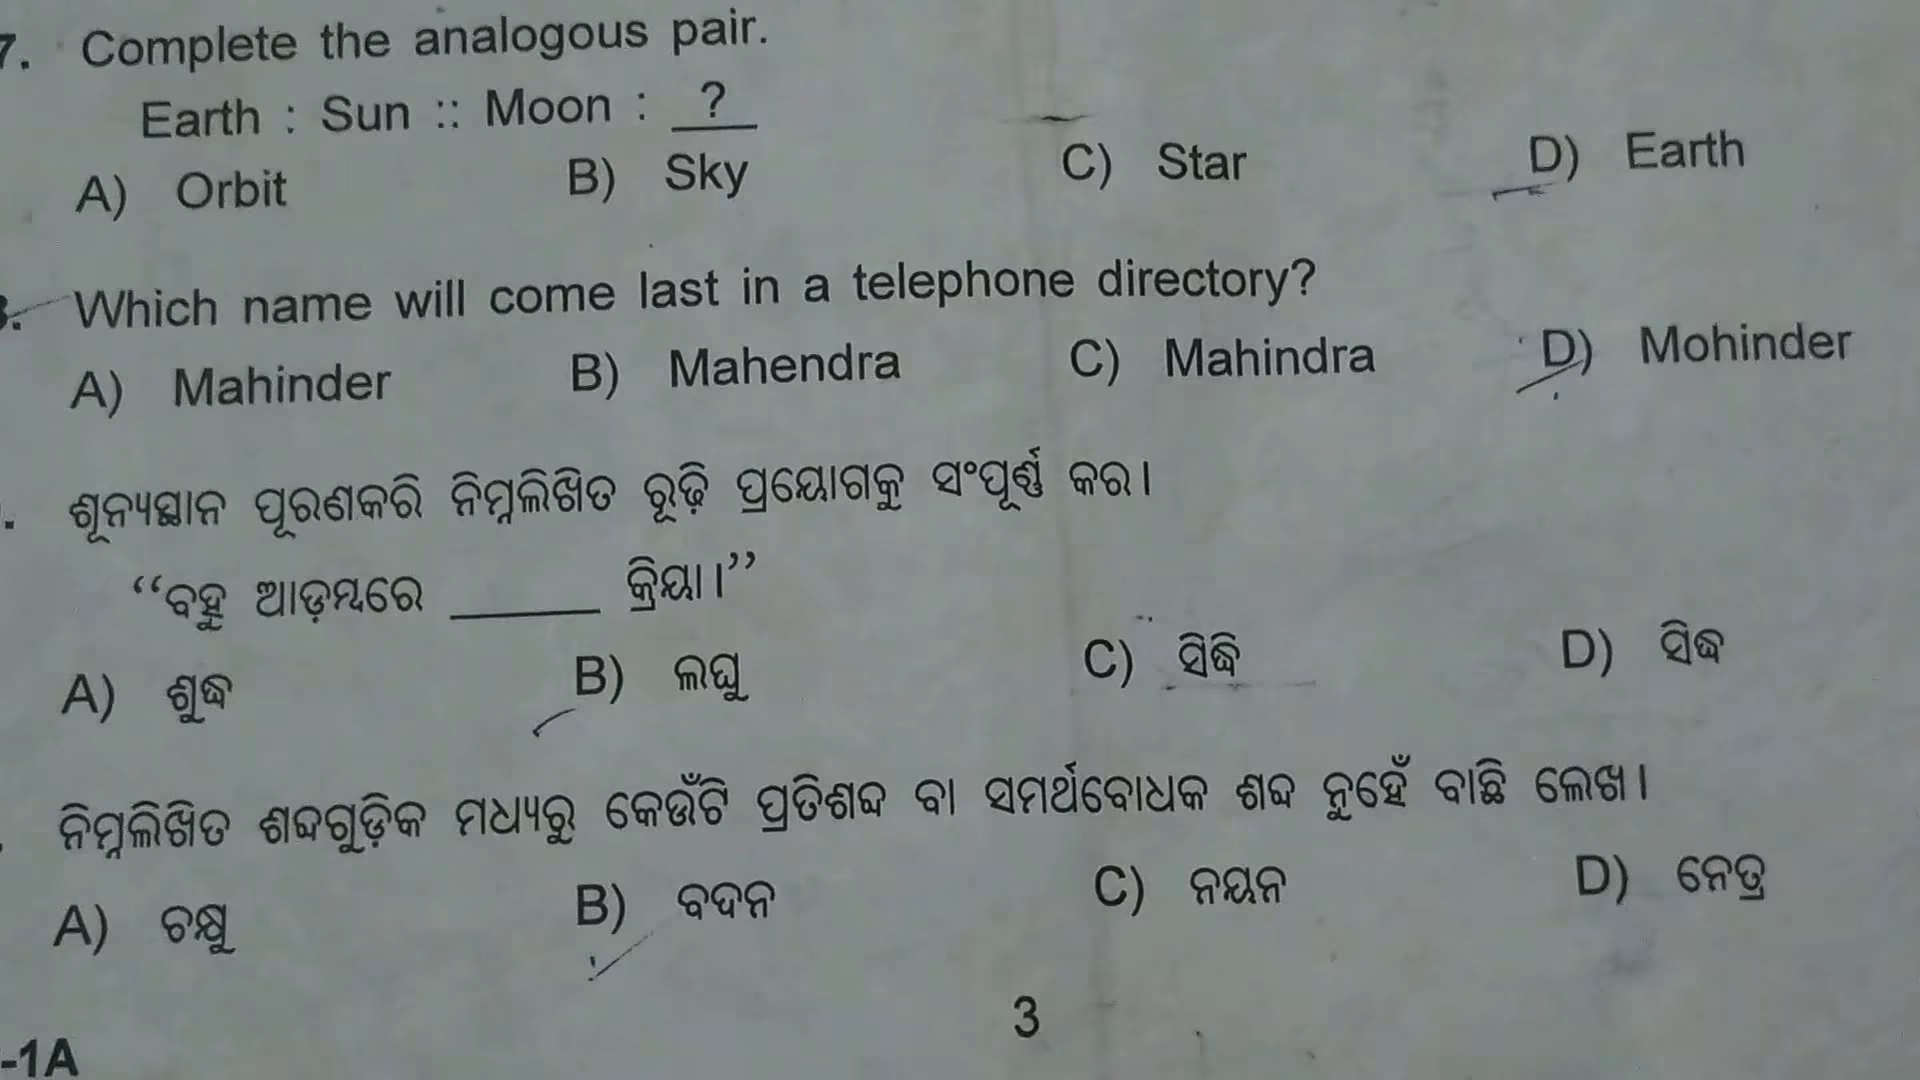 7. Complete the analogous pair.
Earth : Sun :: Moon : ?
A) Orbit B) Sky C) Star D) Earth
. Which name will come last in a telephone directory?
A) Mahinder B) Mahendra C) Mahindra D) Mohinder
. ଶୂନ୍ୟସ୍ଥାନ ପୂରଣକରି ନିମ୍ନଲିଖିତ ରୂଢ଼ି ପ୍ରୟୋଗକୁ ସଂପୂର୍ଣ୍ଣ କର।
“ବହୁ ଆଡ଼ମ୍ବରେ ______ କ୍ରିୟା।”
A) ଶୁଦ୍ଧ B) ଲଘୁ C) ସିଦ୍ଧି D) ସିଦ୍ଧ
. ନିମ୍ନଲିଖିତ ଶବ୍ଦଗୁଡ଼ିକ ମଧ୍ୟରୁ କେଉଁଟି ପ୍ରତିଶବ୍ଦ ବା ସମର୍ଥବୋଧକ ଶବ୍ଦ ନୁହେଁ ବାଛି ଲେଖ।
A) ଚକ୍ଷୁ B) ବଦନ C) ନୟନ D) ନେତ୍ର
3
-1A